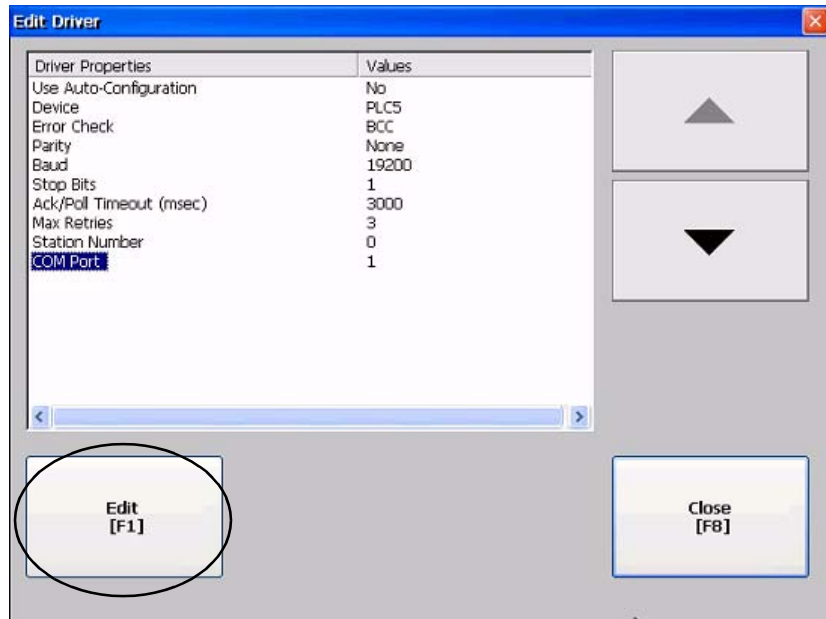 Edit Driver
Driver Properties Values
Use Auto-Configuration No
Device PLC5
Error Check BCC
Parity None
Baud 19200
Stop Bits 1
Ack/Poll Timeout (msec) 3000
Max Retries 3
Station Number 0
COM Port 1
Edit
[F1]
Close
[F8]